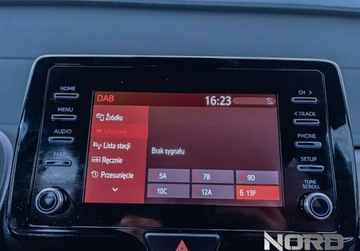 DAB
16:23
HOME
MENU
AUDIO
CH >
< TRACK
PHONE
SETUP
TUNE
SCROLL
Źródło
Ulubione
Lista stacji
Ręcznie
Przesunięcie
Brak sygnału
5A 7B 9D
10C 12A 6 13F
NORD